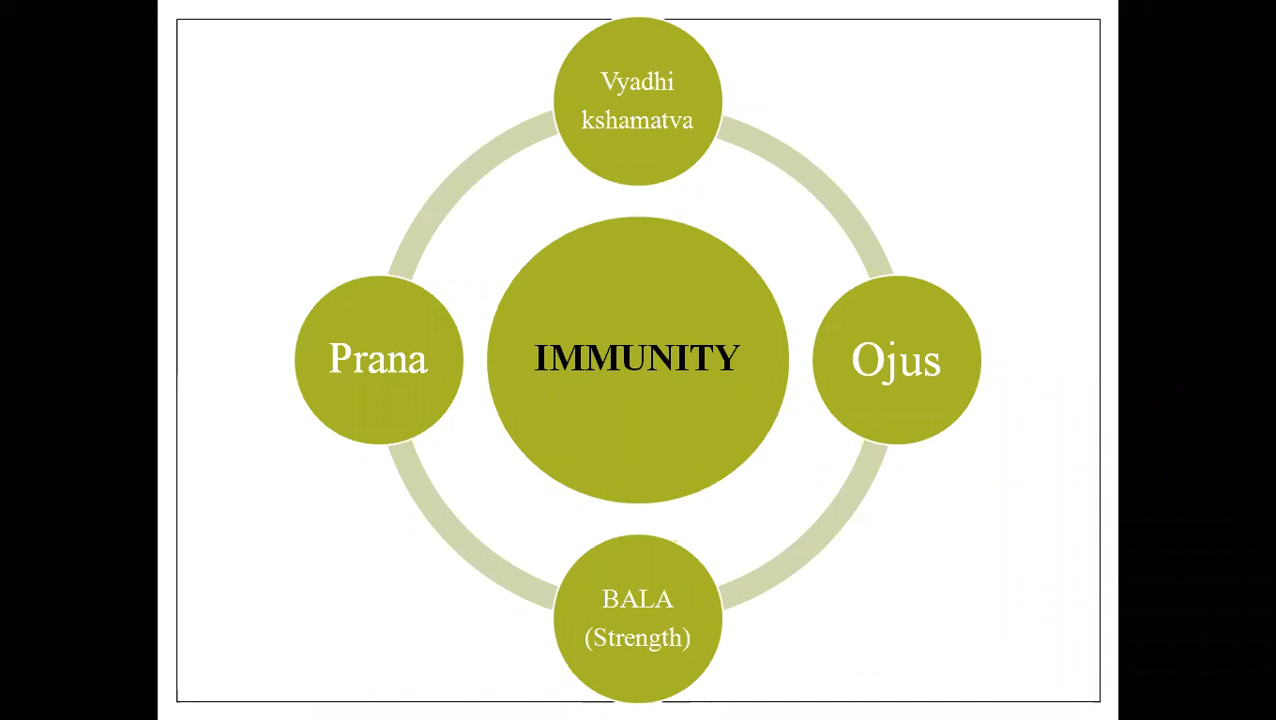 Vyadhi
kshamatva
Prana
IMMUNITY
Ojus
BALA
(Strength)